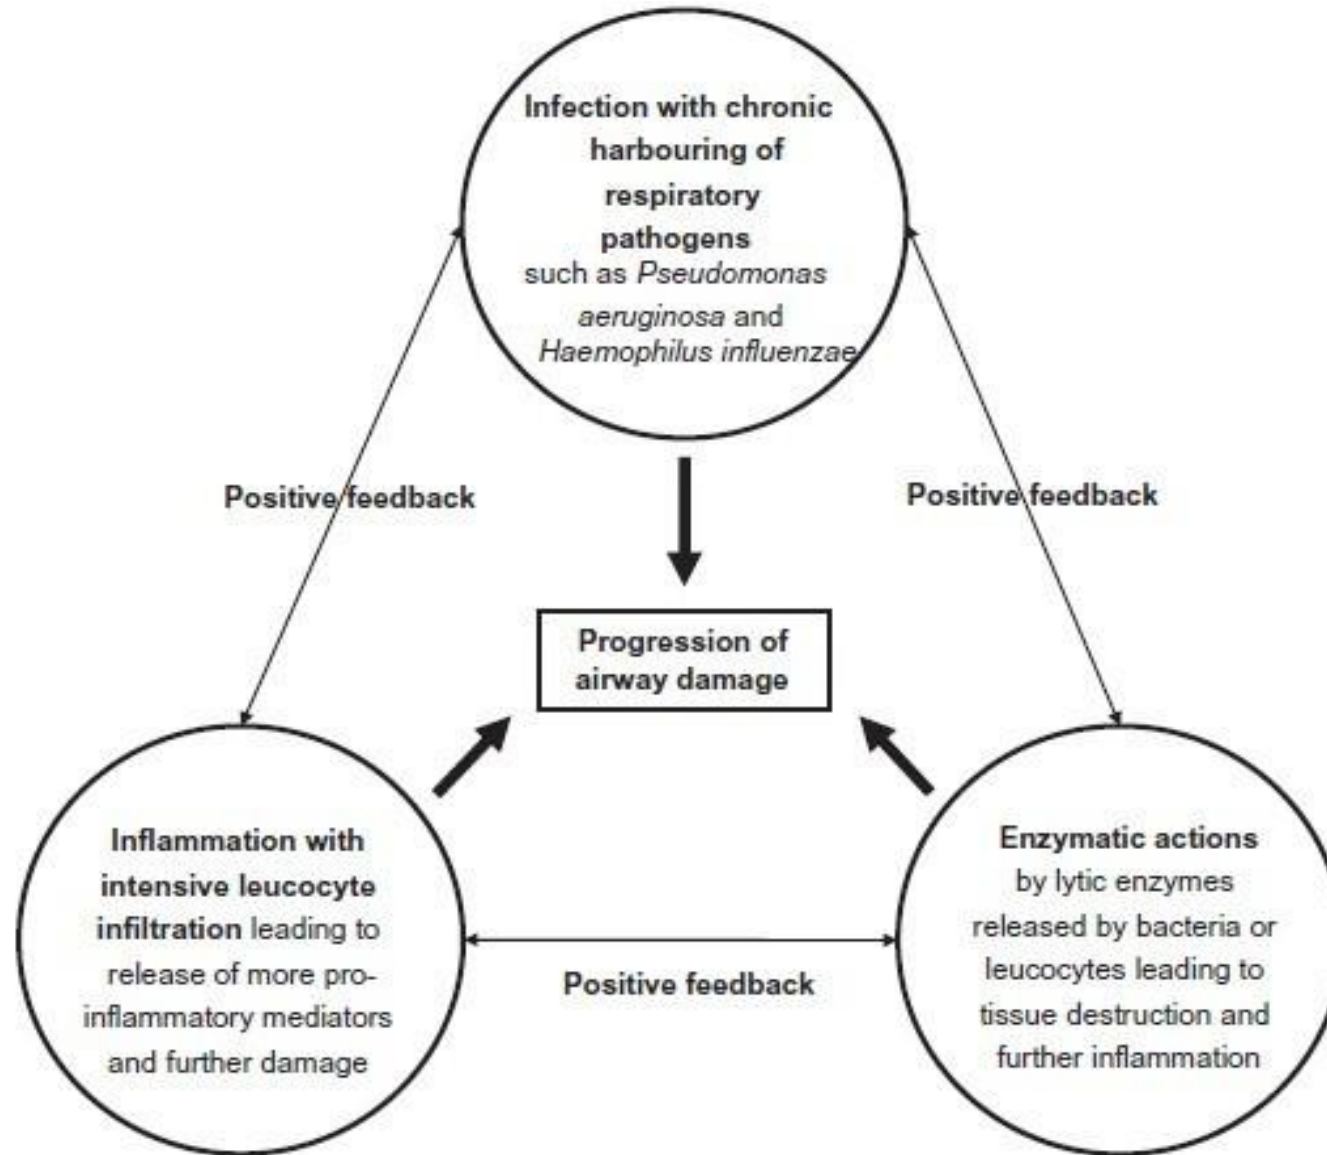 Infection with chronic
harbouring of
respiratory
pathogens
such as Pseudomonas
aeruginosa and
Haemophilus influenzae
Positive feedback
Positive feedback
Progression of
airway damage
Inflammation with
intensive leucocyte
infiltration leading to
release of more pro-
inflammatory mediators
and further damage
Positive feedback
Enzymatic actions
by lytic enzymes
released by bacteria or
leucocytes leading to
tissue destruction and
further inflammation